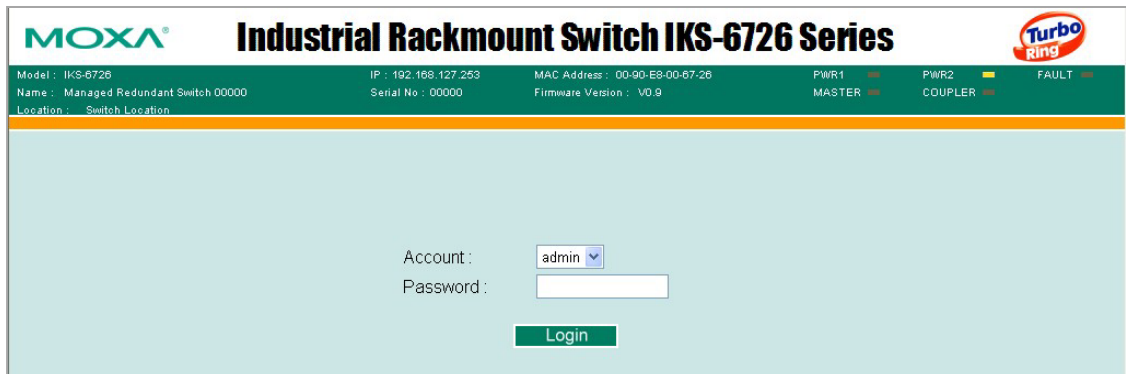 MOXA® Industrial Rackmount Switch IKS-6726 Series Turbo Ring
Model : IKS-6726 IP : 192.168.127.253 MAC Address : 00-90-E8-00-67-26 PWR1 PWR2 FAULT
Name : Managed Redundant Switch 00000 Serial No : 00000 Firmware Version : V0.9 MASTER COUPLER
Location : Switch Location
Account : admin
Password :
Login